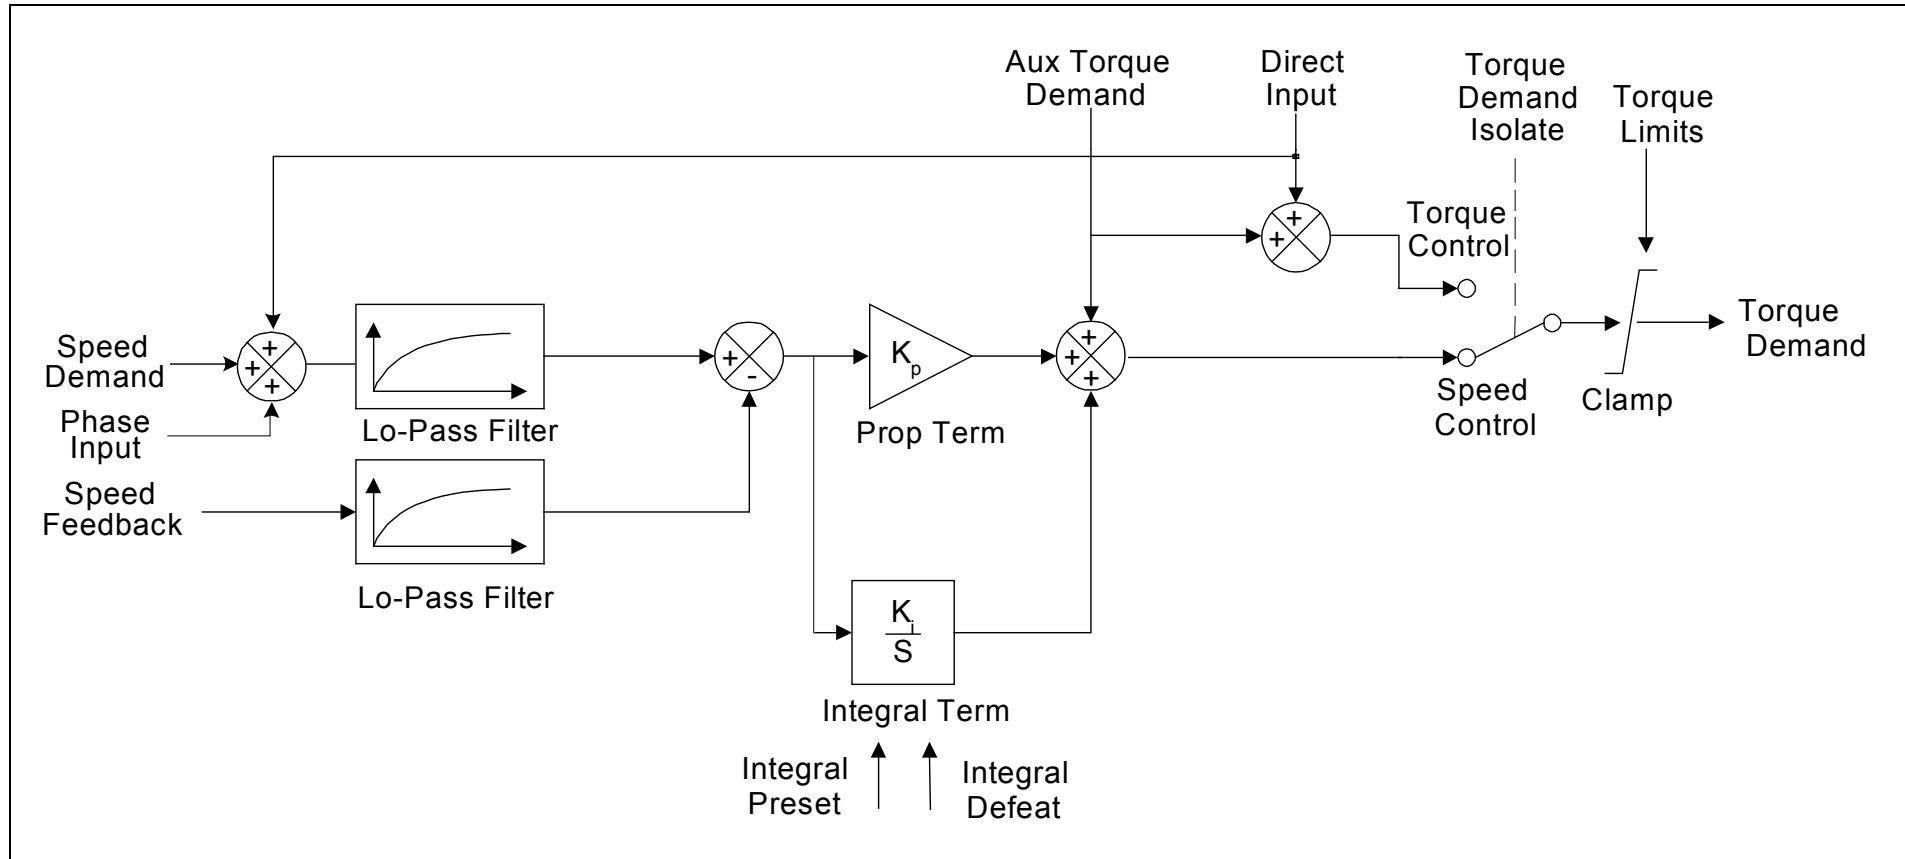 Aux Torque
Demand
Direct
Input
Torque
Demand
Isolate
Torque
Limits
+
+
Torque
Control
Speed
Demand
+
+
+
Phase
Input
Lo-Pass Filter
+
-
K p
Prop Term
+
+
+
Speed
Control
Clamp
Torque
Demand
Speed
Feedback
Lo-Pass Filter
K i
S
Integral Term
Integral
Preset
Integral
Defeat